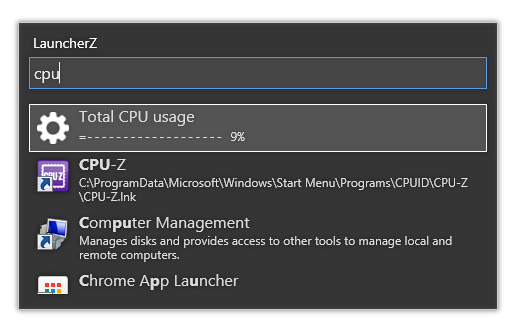 LauncherZ
cpu
Total CPU usage
=------------------- 9%
CPU-Z
C:\ProgramData\Microsoft\Windows\Start Menu\Programs\CPUID\CPU-Z
\CPU-Z.lnk
Computer Management
Manages disks and provides access to other tools to manage local and
remote computers.
Chrome App Launcher